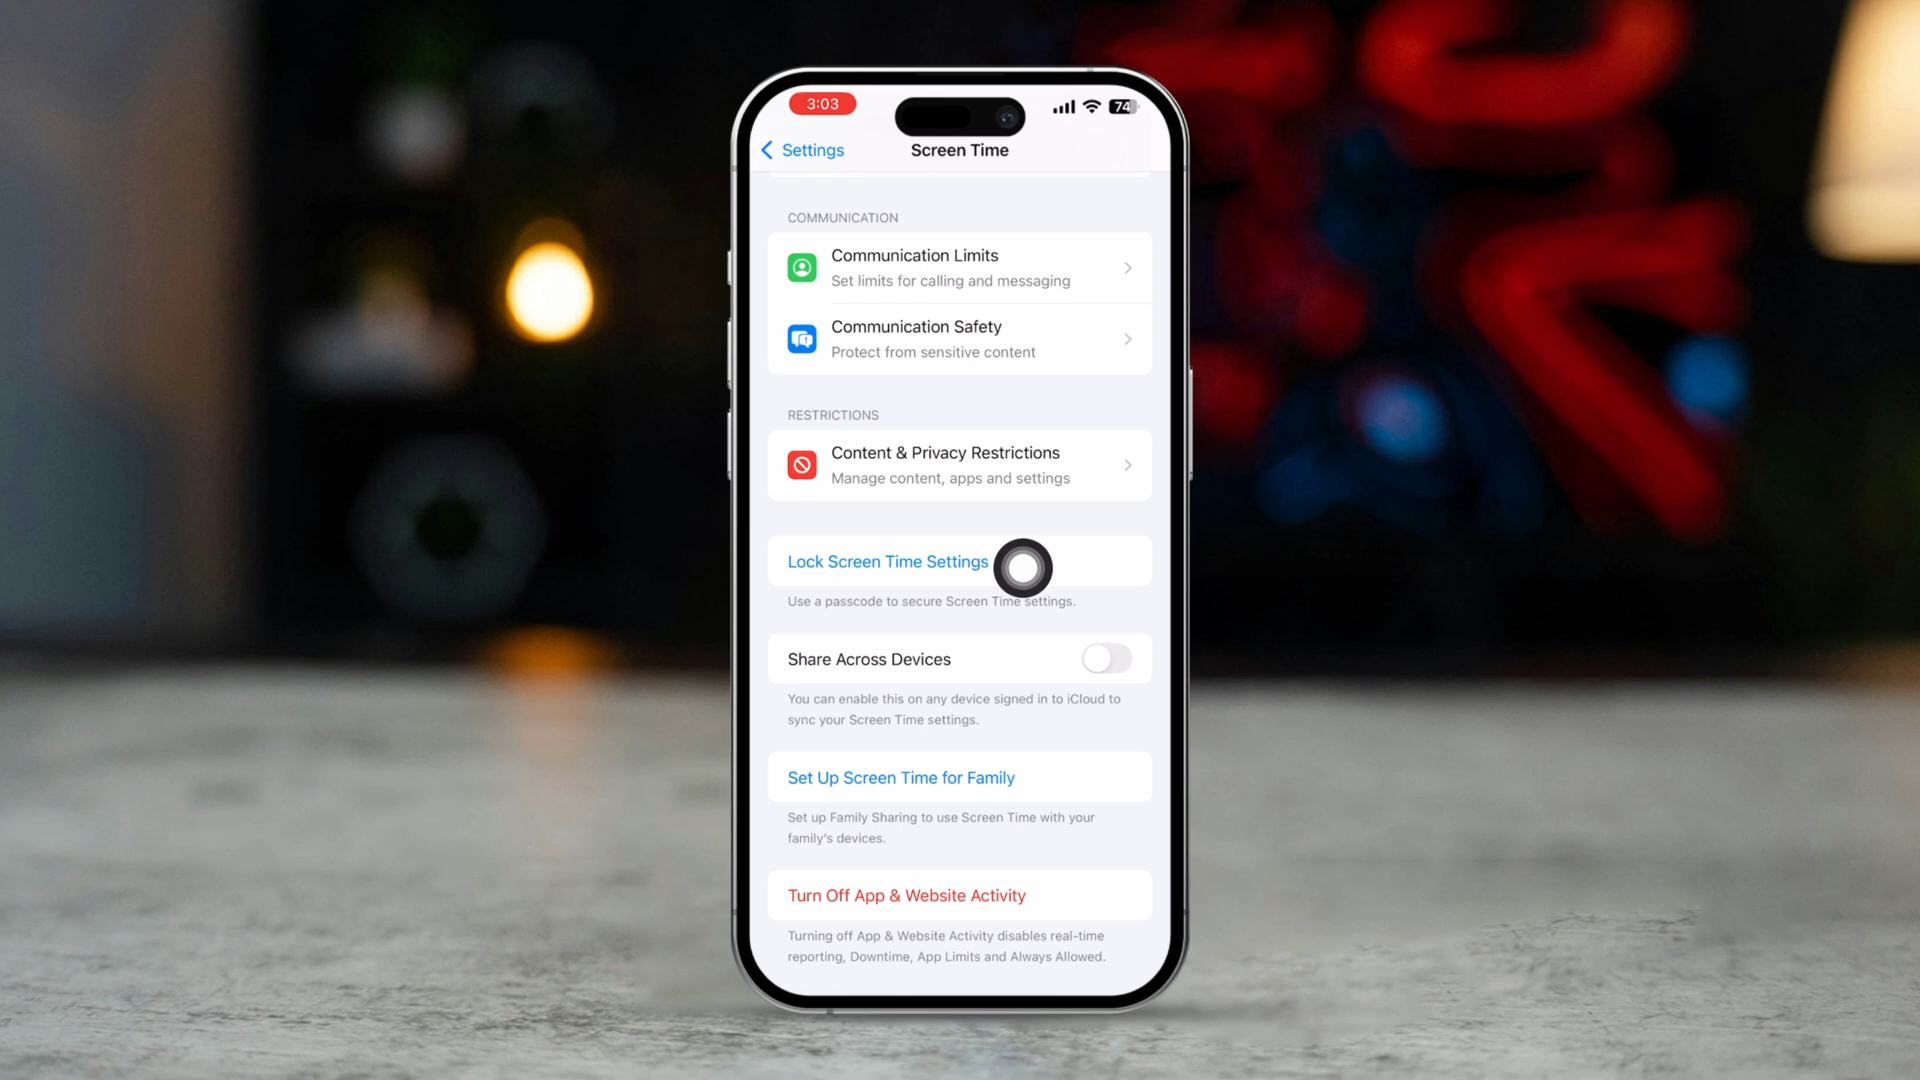 3:03
74
Settings
Screen Time
COMMUNICATION
Communication Limits
Set limits for calling and messaging
Communication Safety
Protect from sensitive content
RESTRICTIONS
Content & Privacy Restrictions
Manage content, apps and settings
Lock Screen Time Settings
Use a passcode to secure Screen Time settings.
Share Across Devices
You can enable this on any device signed in to iCloud to
sync your Screen Time settings.
Set Up Screen Time for Family
Set up Family Sharing to use Screen Time with your
family's devices.
Turn Off App & Website Activity
Turning off App & Website Activity disables real-time
reporting, Downtime, App Limits and Always Allowed.